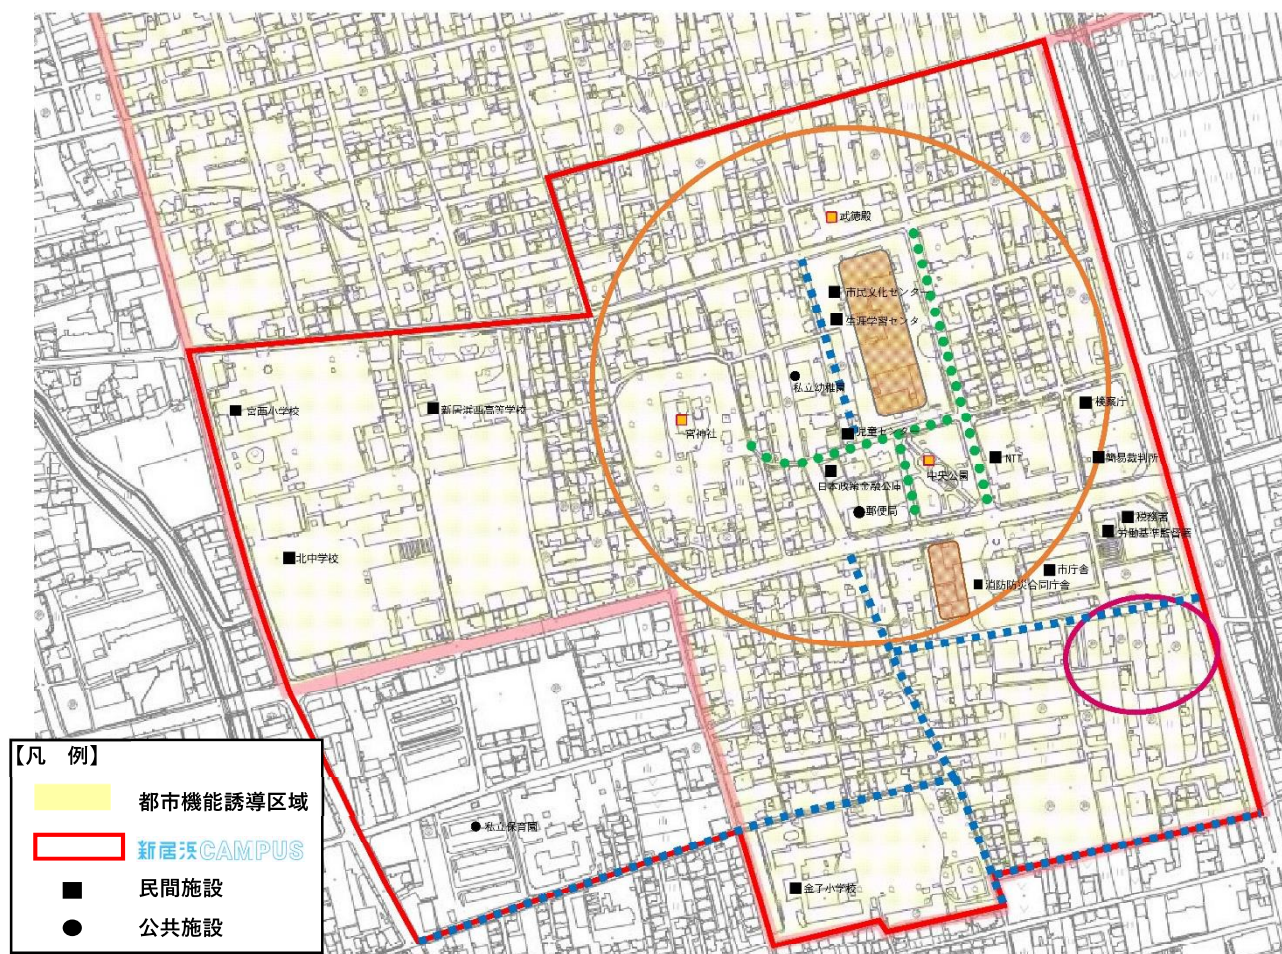 武徳殿
市民文化センター
生涯学習センタ
私立幼稚園
検察庁
宮西小学校
新居浜西高等学校
宮神社
児童センター
中央公園
NTT
簡易裁判所
日本政策金融公庫
郵便局
税務署
労働基準監督署
北中学校
市庁舎
消防防災合同庁舎
私立保育園
金子小学校
【凡 例】
都市機能誘導区域
新居浜CAMPUS
民間施設
公共施設